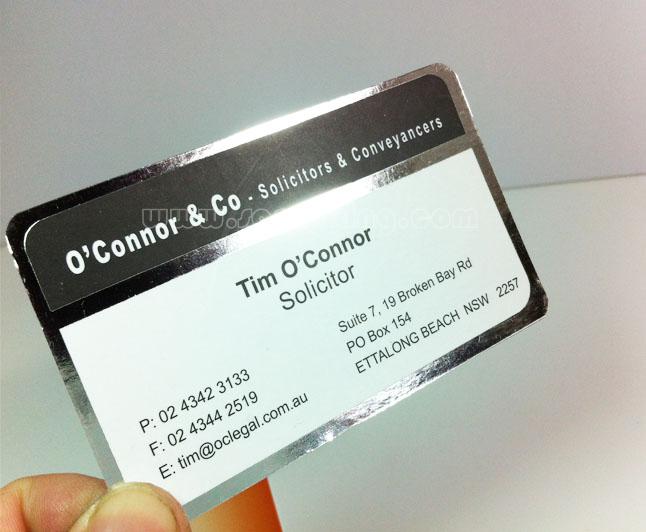 O'Connor & Co - Solicitors & Conveyancers
Tim O'Connor
Solicitor
Suite 7, 19 Broken Bay Rd
PO Box 154
ETTALONG BEACH NSW 2257
P: 02 4342 3133
F: 02 4344 2519
E: tim@oclegal.com.au